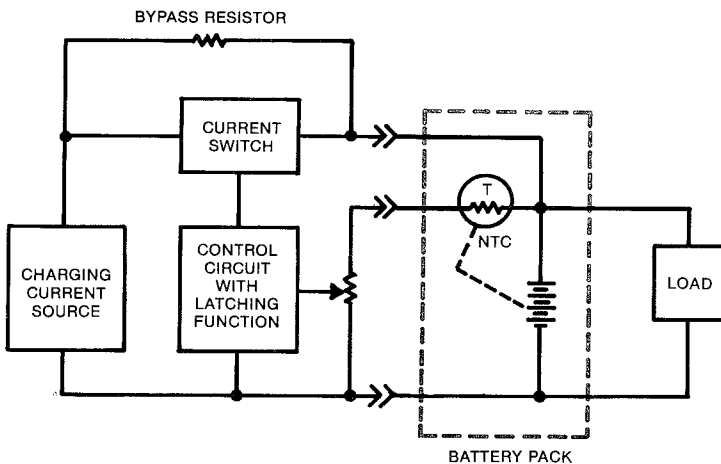 BYPASS RESISTOR
CURRENT
SWITCH
CHARGING
CURRENT
SOURCE
CONTROL
CIRCUIT
WITH
LATCHING
FUNCTION
T
NTC
LOAD
BATTERY PACK